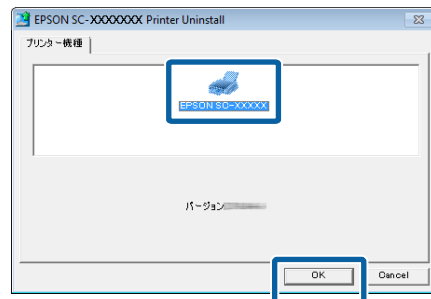 EPSON SC-XXXXXXX Printer Uninstall
プリンター機種
EPSON SC-XXXXX
バージョン
OK
Cancel